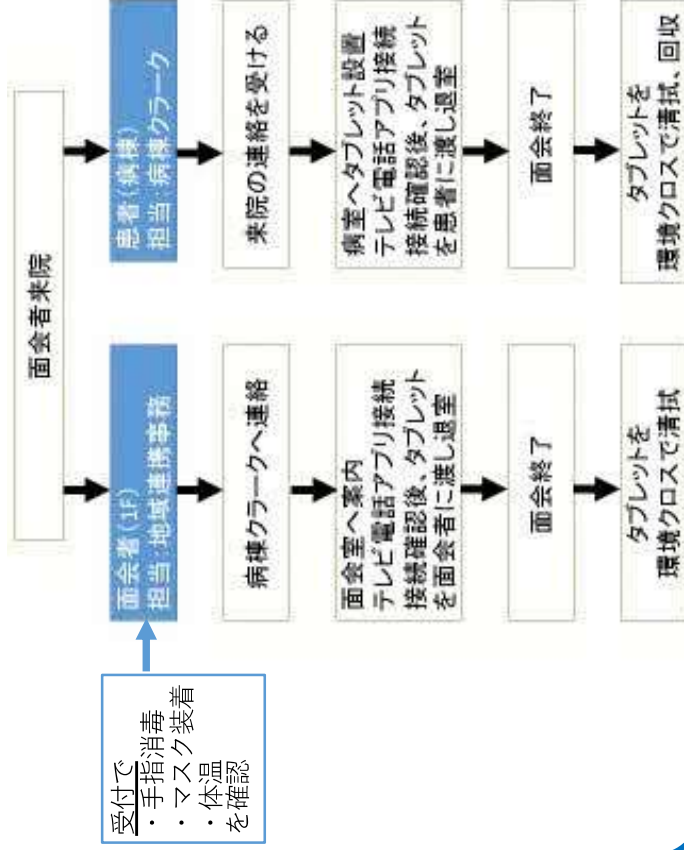 面会者来院
受付で
・手指消毒
・マスク装着
・体温
を確認
面会者(1F)
担当:地域連携事務
病棟クラークへ連絡
面会室へ案内
テレビ電話アプリ接続
接続確認後、タブレット
を面会者に渡し退室
面会終了
タブレットを
環境クロスで清拭
患者(病棟)
担当:病棟クラーク
来院の連絡を受ける
病室へタブレット設置
テレビ電話アプリ接続
接続確認後、タブレット
を患者に渡し退室
面会終了
タブレットを
環境クロスで清拭、回収